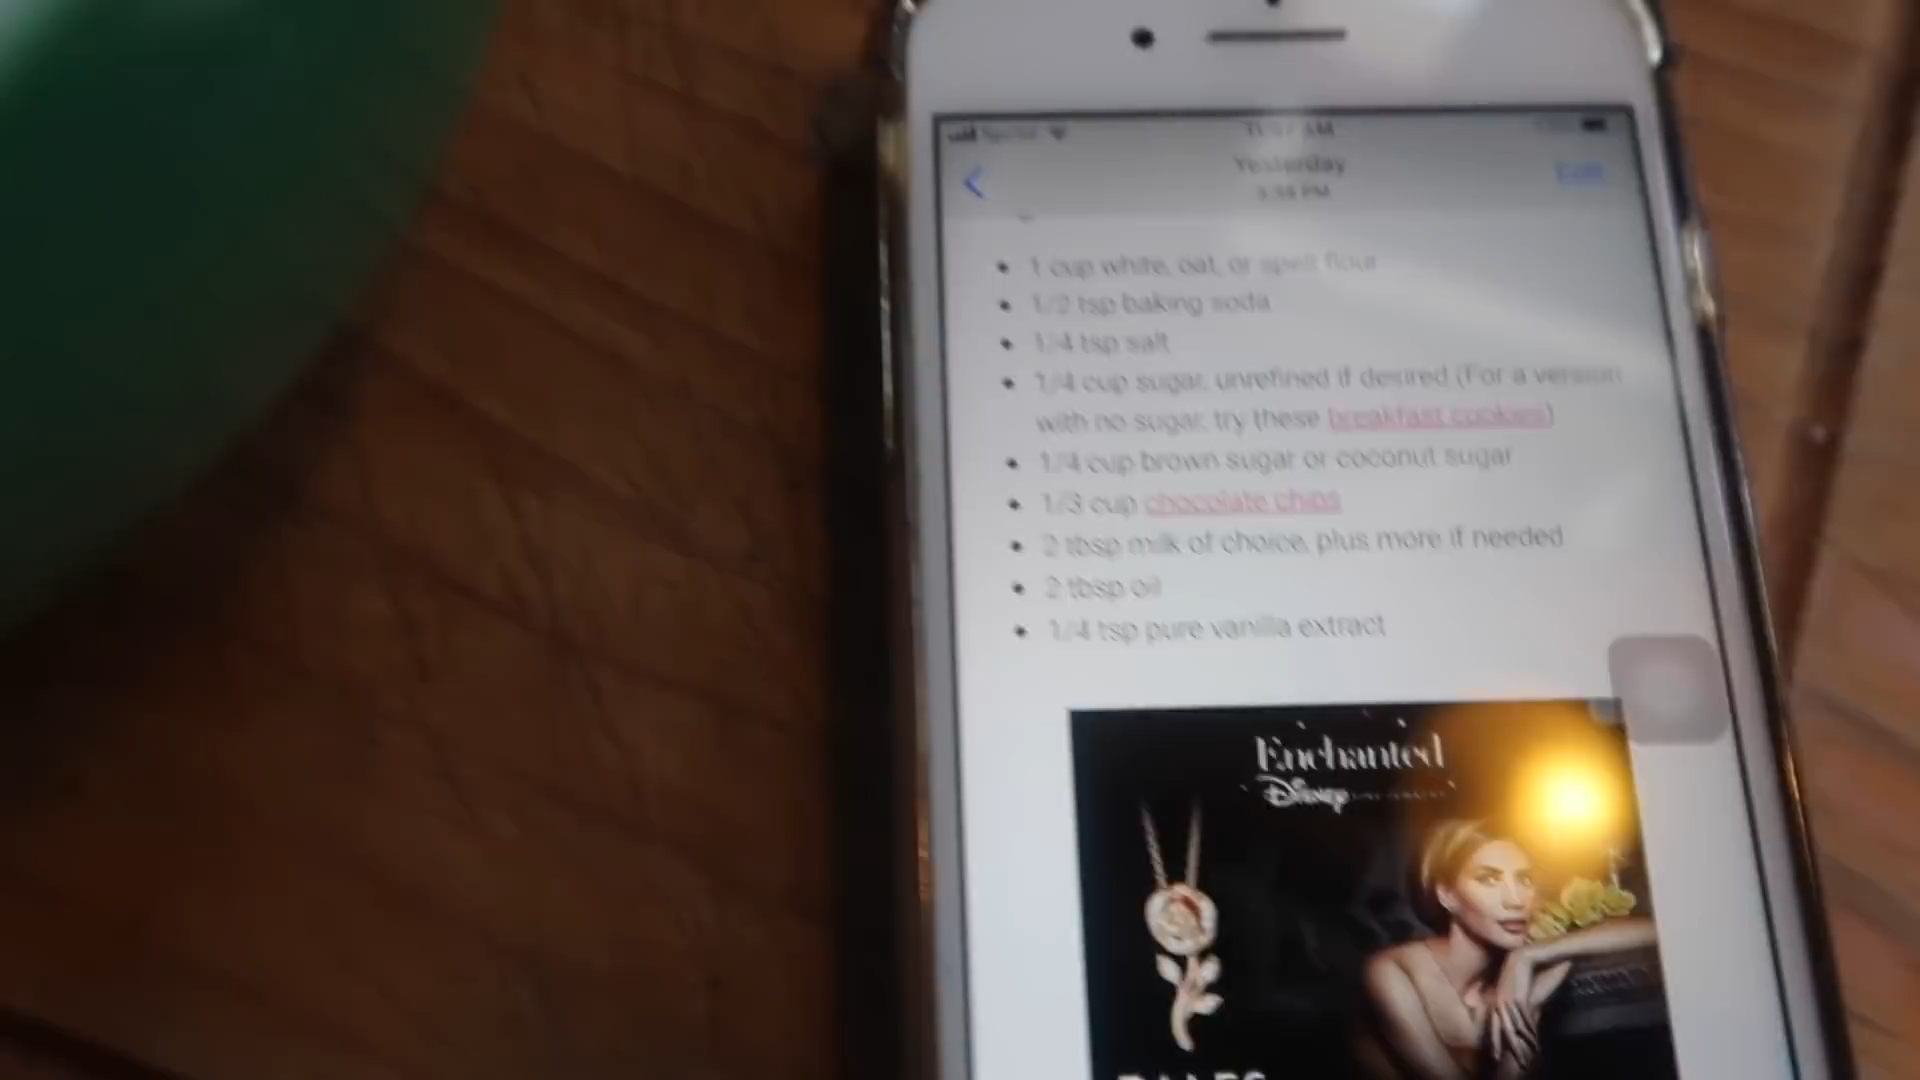 Yesterday
Edit
1 cup white, oat, or spelt flour
1/2 tsp baking soda
1/4 tsp salt
1/4 cup sugar, unrefined if desired (For a version
with no sugar, try these breakfast cookies)
1/4 cup brown sugar or coconut sugar
1/3 cup chocolate chips
2 tbsp milk of choice, plus more if needed
2 tbsp oil
1/4 tsp pure vanilla extract
Enchanted
Disney